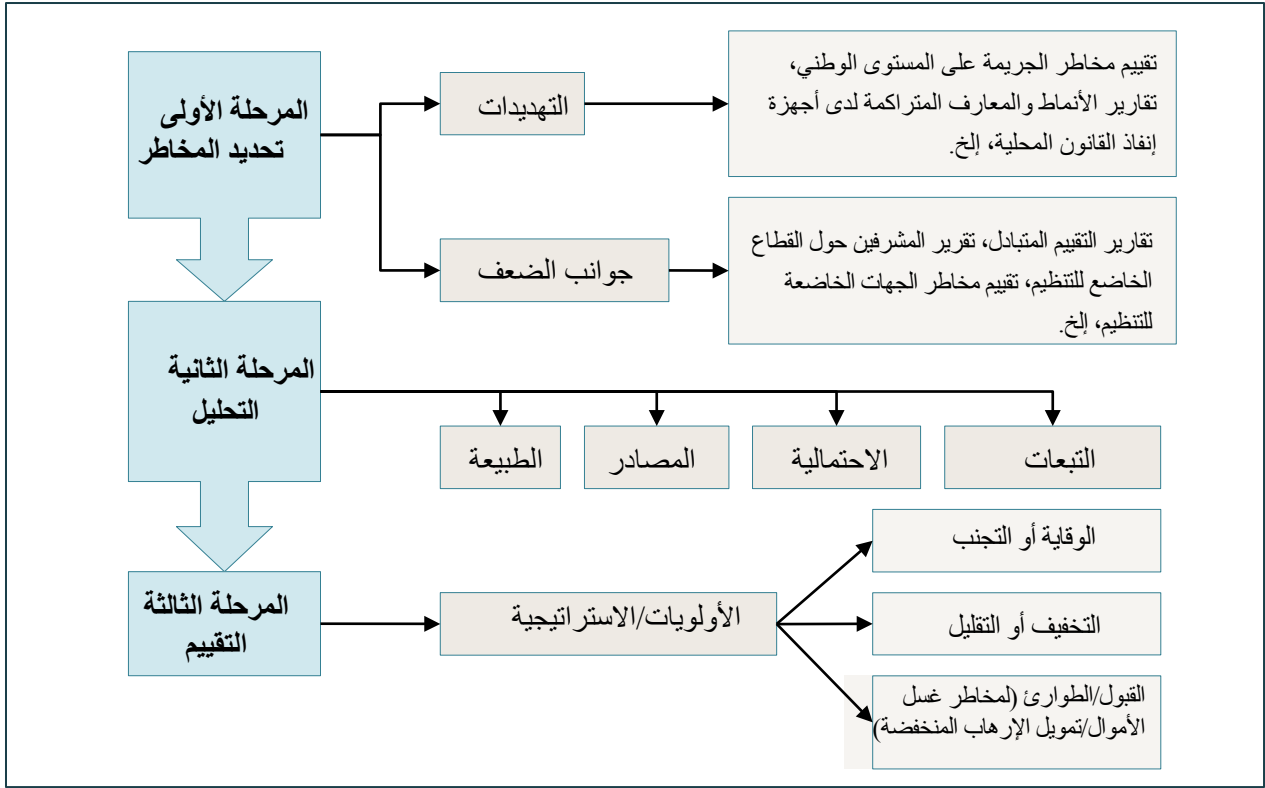 المرحلة الأولى
تحديد المخاطر
التهديدات
تقييم مخاطر الجريمة على المستوى الوطني،
تقارير الأنماط والمعارف المتراكمة لدى أجهزة
إنفاذ القانون المحلية، إلخ.
جوانب الضعف
تقارير التقييم المتبادل، تقرير المشرفين حول القطاع
الخاضع للتنظيم، تقييم مخاطر الجهات الخاضعة
للتنظيم، إلخ.
المرحلة الثانية
التحليل
الطبيعة
المصادر
الاحتمالية
التبعات
المرحلة الثالثة
التقييم
الأولويات/الاستراتيجية
الوقاية أو التجنب
التخفيف أو التقليل
القبول/الطوارئ (لمخاطر غسل
الأموال/تمويل الإرهاب المنخفضة)